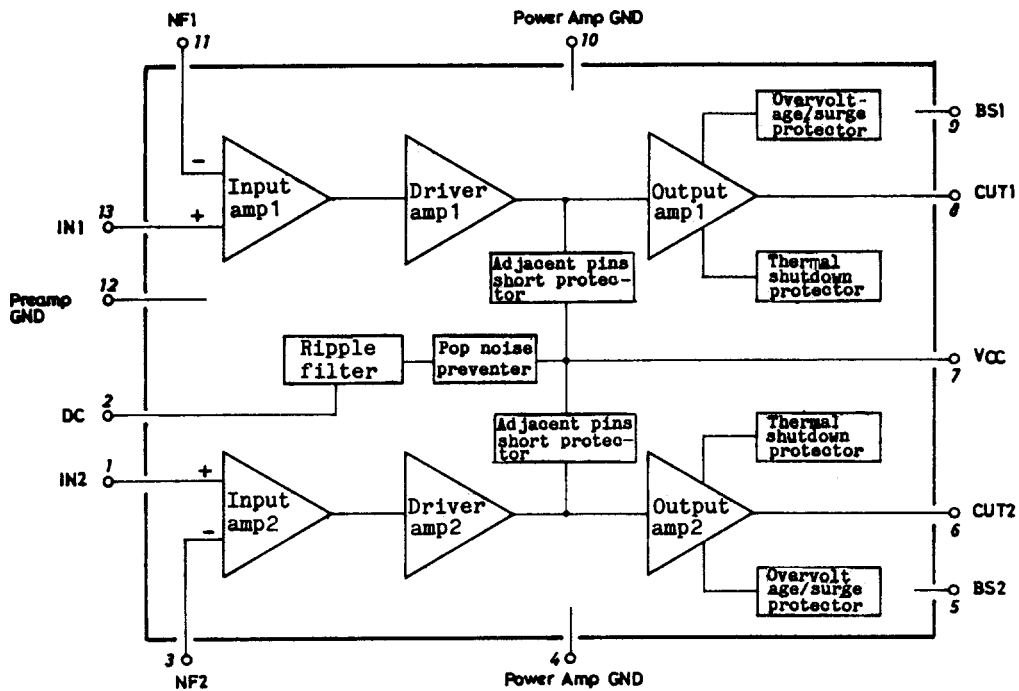 NF1
11
Power Amp GND
10
Overvolt-
age/surge
protector
BS1
9
-
Input
amp1
Driver
amp1
Output
amp1
CUT1
8
13
IN1
+
Adjacent pins
short protec-
tor
Thermal
shutdown
protector
12
Preamp
GND
Ripple
filter
Pop noise
preventer
VCC
7
2
DC
Adjacent pins
short protec-
tor
Thermal
shutdown
protector
1
IN2
+
Input
amp2
Driver
amp2
Output
amp2
CUT2
6
-
Overvolt
age/surge
protector
BS2
5
3
NF2
4
Power Amp GND